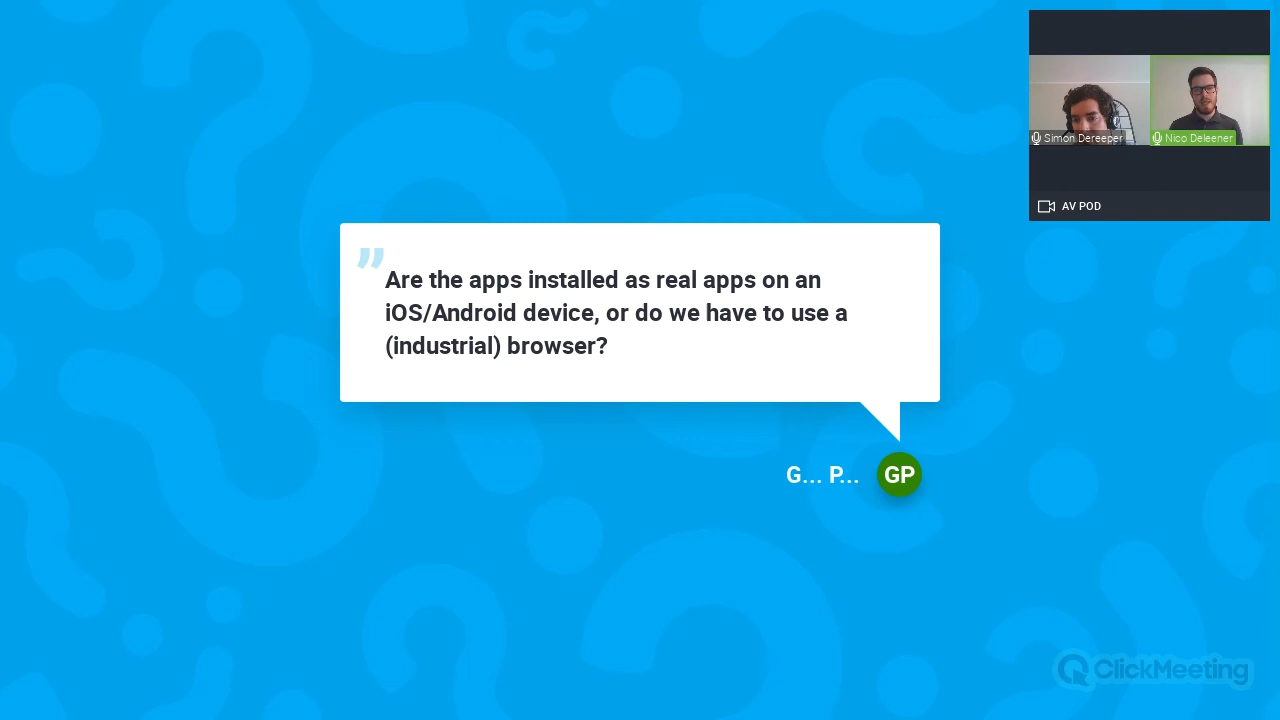 Simon Dereeper
Nico Deleener
AV POD
Are the apps installed as real apps on an
iOS/Android device, or do we have to use a
(industrial) browser?
G... P...
GP
ClickMeeting